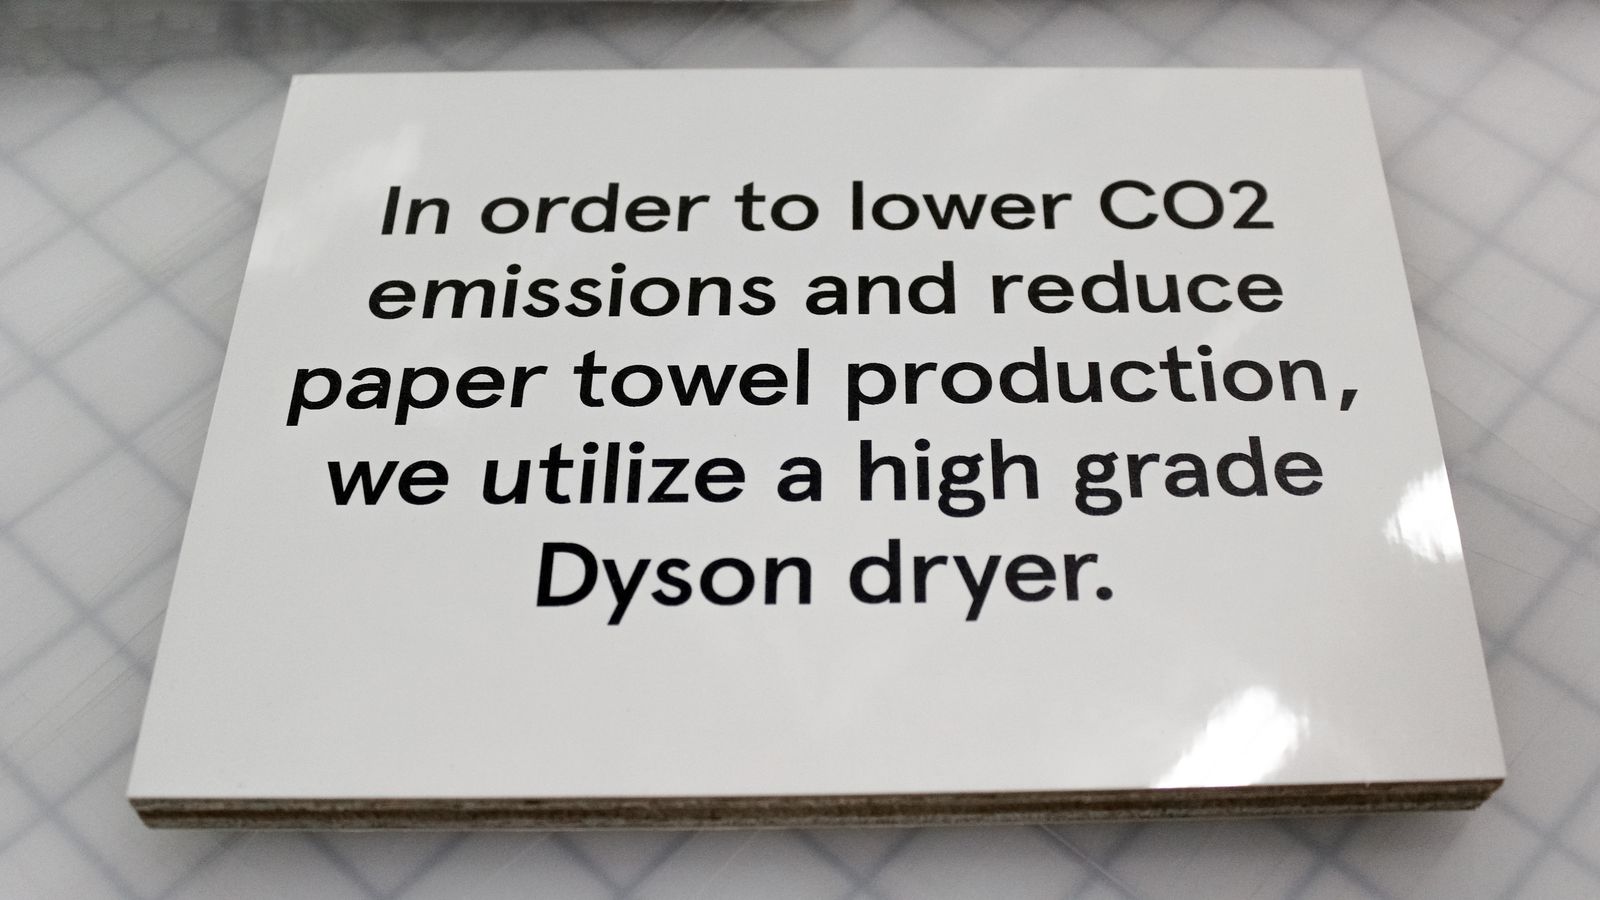 In order to lower CO2
emissions and reduce
paper towel production,
we utilize a high grade
Dyson dryer.